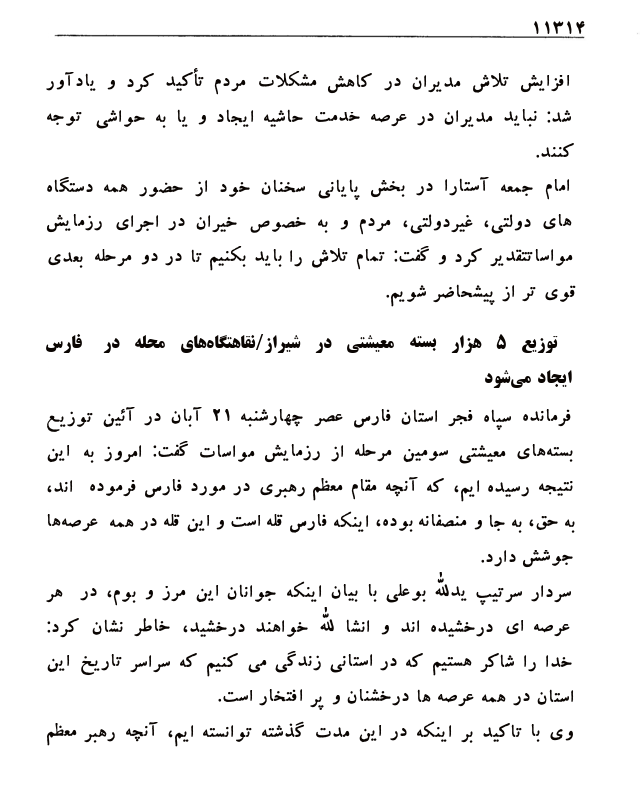 ۱۱۳۱۴
افزایش تلاش مدیران در کاهش مشکلات مردم تأکید کرد و یادآور
شد: نباید مدیران در عرصه خدمت حاشیه ایجاد و یا به حواشی توجه
کنند.
امام جمعه آستارا در بخش پایانی سخنان خود از حضور همه دستگاه
های دولتی، غیردولتی، مردم و به خصوص خیران در اجرای رزمایش
مواساتتقدیر کرد و گفت: تمام تلاش را باید بکنیم تا در دو مرحله بعدی
قوی تر از پیشحاضر شویم.
توزیع ۵ هزار بسته معیشتی در شیراز/نقاهتگاه‌های محله در فارس
ایجاد می‌شود
فرمانده سپاه فجر استان فارس عصر چهارشنبه ۲۱ آبان در آئین توزیع
بسته‌های معیشتی سومین مرحله از رزمایش مواسات گفت: امروز به این
نتیجه رسیده ایم، که آنچه مقام معظم رهبری در مورد فارس فرموده اند،
به حق، به جا و منصفانه بوده، اینکه فارس قله است و این قله در همه عرصه‌ها
جوشش دارد.
سردار سرتیپ یدلله بوعلی با بیان اینکه جوانان این مرز و بوم، در هر
عرصه ای درخشیده اند و انشا لله خواهند درخشید، خاطر نشان کرد:
خدا را شاکر هستیم که در استانی زندگی می کنیم که سراسر تاریخ این
استان در همه عرصه ها درخشنان و پر افتخار است.
وی با تاکید بر اینکه در این مدت گذشته توانسته ایم، آنچه رهبر معظم